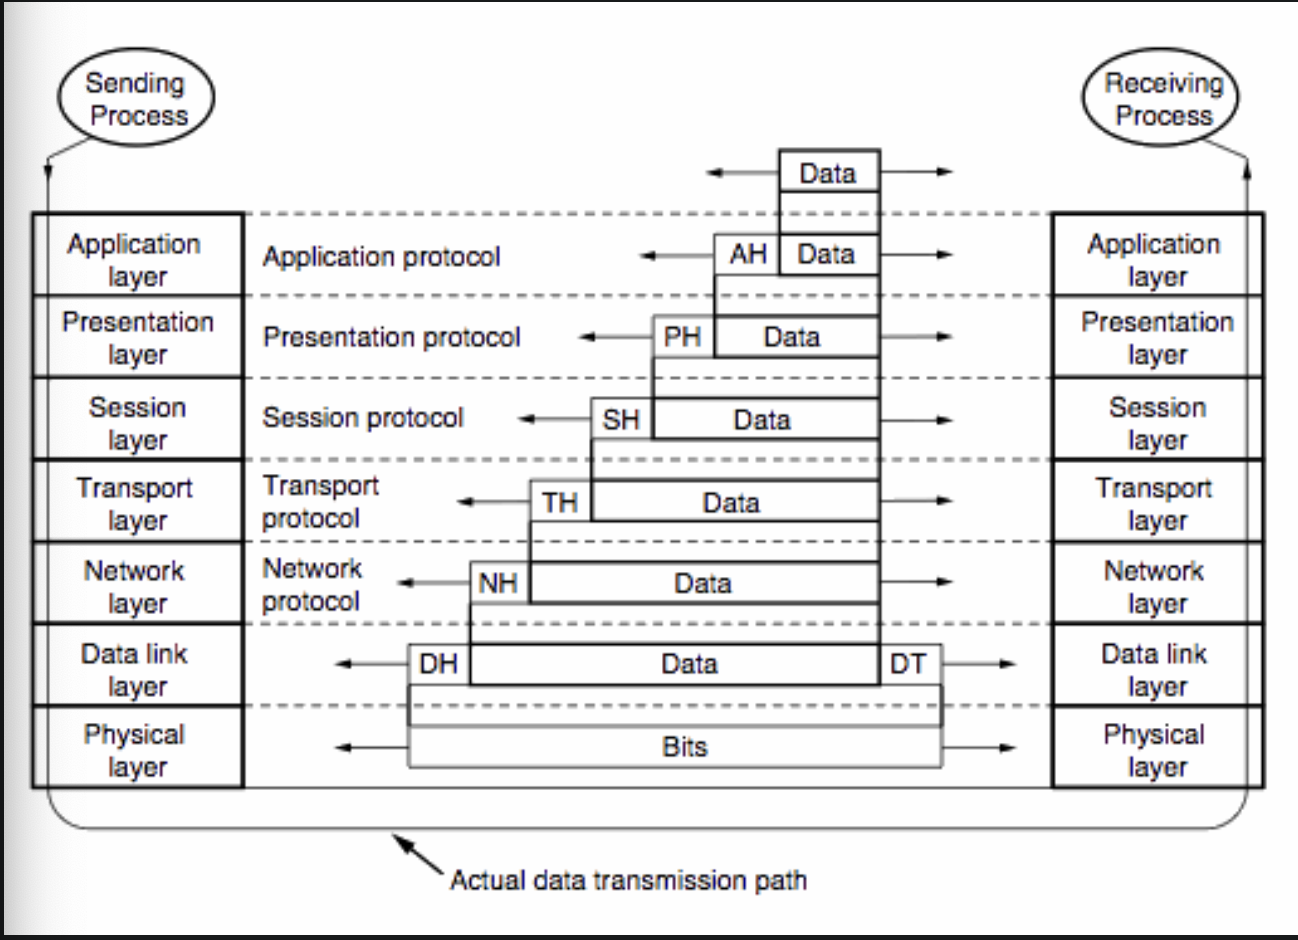 Sending
Process
Receiving
Process
Data
Application
layer
Application protocol
AH
Data
Application
layer
Presentation
layer
Presentation protocol
PH
Data
Presentation
layer
Session
layer
Session protocol
SH
Data
Session
layer
Transport
layer
Transport
protocol
TH
Data
Transport
layer
Network
layer
Network
protocol
NH
Data
Network
layer
Data link
layer
DH
Data
DT
Data link
layer
Physical
layer
Bits
Physical
layer
Actual data transmission path